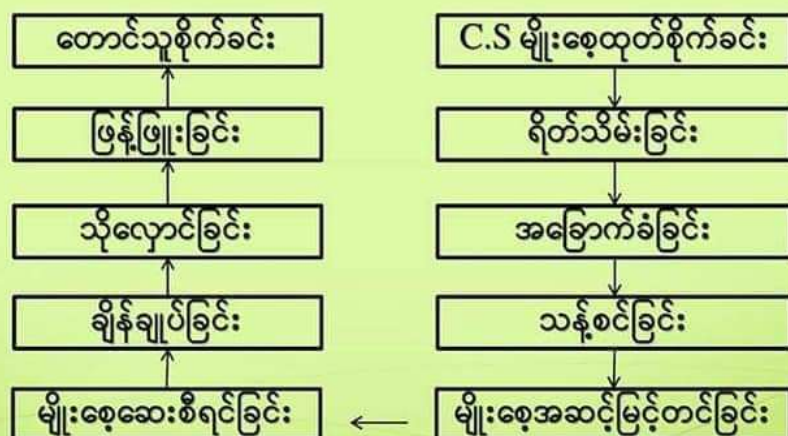 တောင်သူစိုက်ခင်း
C.S မျိုးစေ့ထုတ်စိုက်ခင်း
ဖြန့်ဖြူးခြင်း
ရိတ်သိမ်းခြင်း
သိုလှောင်ခြင်း
အခြောက်ခံခြင်း
ချိန်ချုပ်ခြင်း
သန့်စင်ခြင်း
မျိုးစေ့ဆေးစီရင်ခြင်း
မျိုးစေ့အဆင့်မြင့်တင်ခြင်း